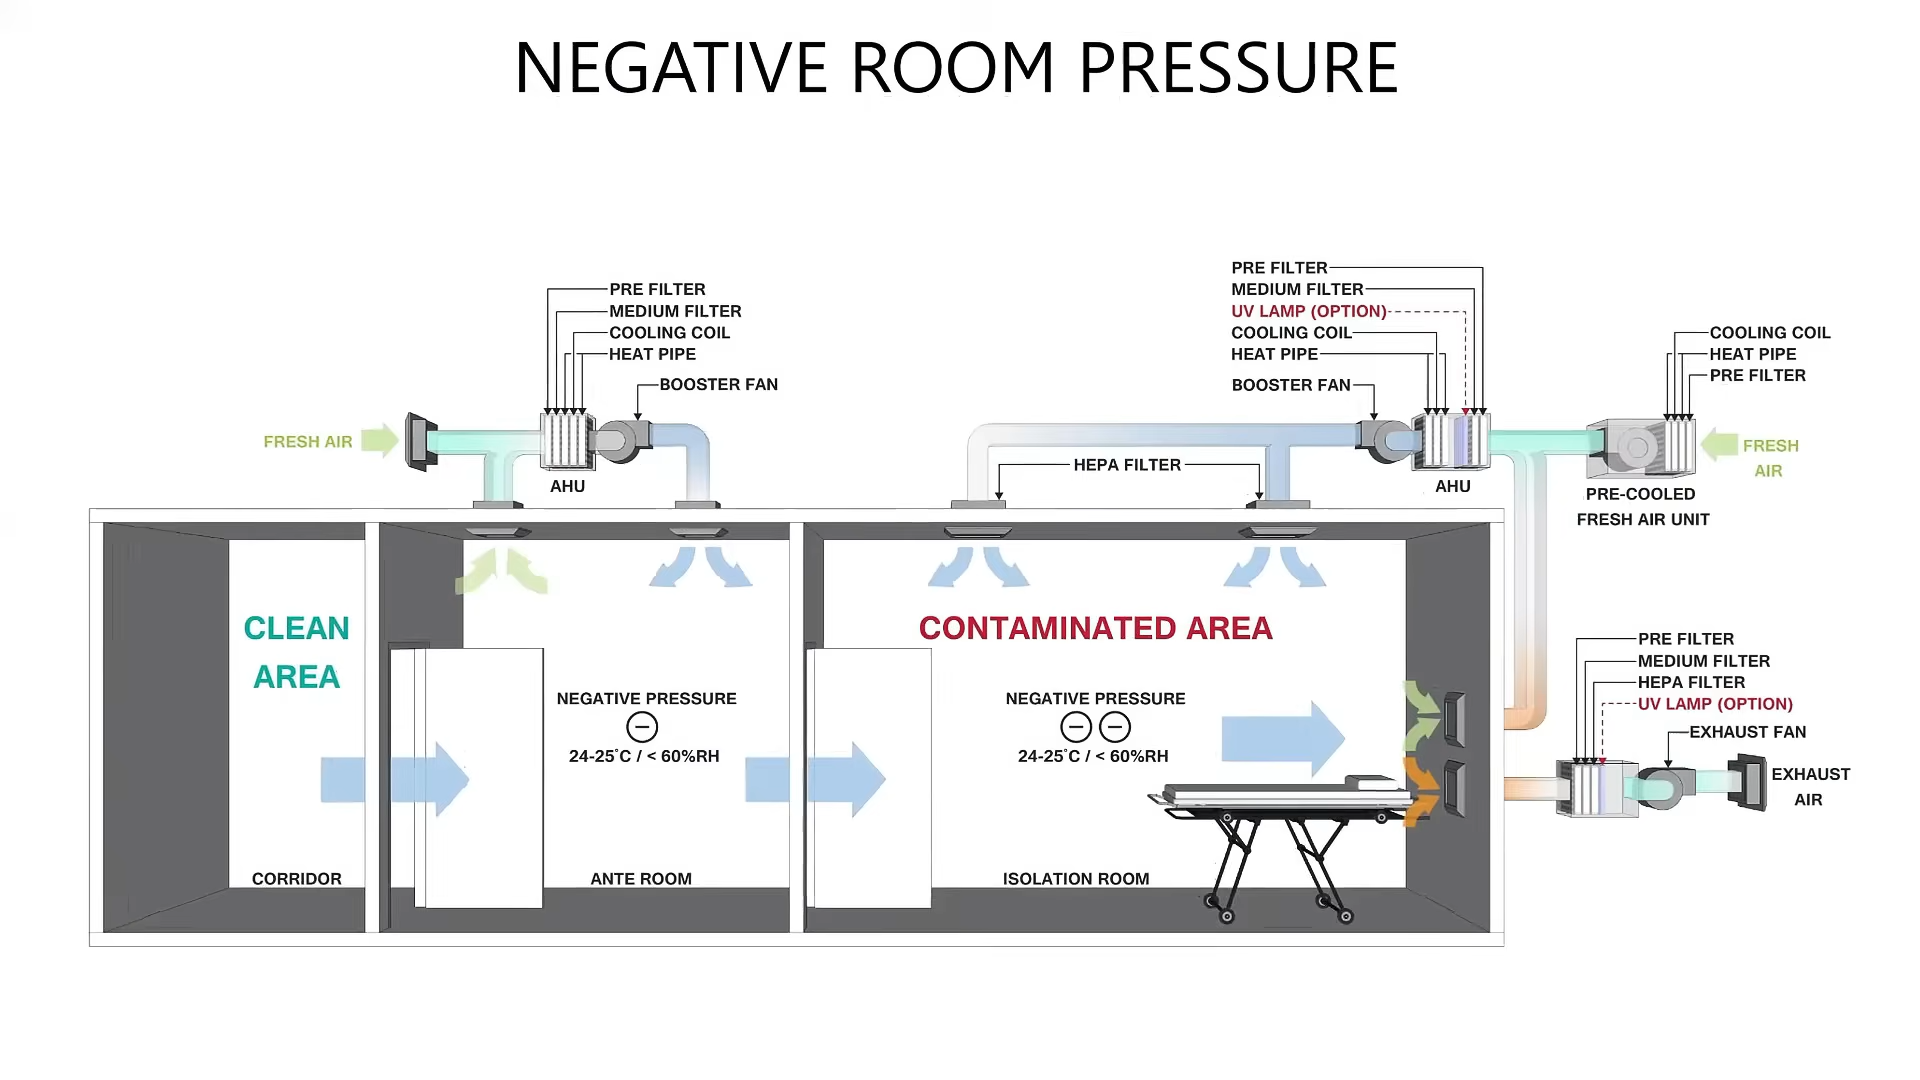 NEGATIVE ROOM PRESSURE
PRE FILTER
MEDIUM FILTER
COOLING COIL
HEAT PIPE
BOOSTER FAN
FRESH AIR
AHU
PRE FILTER
MEDIUM FILTER
UV LAMP (OPTION)
COOLING COIL
HEAT PIPE
BOOSTER FAN
HEPA FILTER
AHU
COOLING COIL
HEAT PIPE
PRE FILTER
FRESH
AIR
PRE-COOLED
FRESH AIR UNIT
CLEAN
AREA
CORRIDOR
NEGATIVE PRESSURE
24-25°C / < 60%RH
ANTE ROOM
CONTAMINATED AREA
NEGATIVE PRESSURE
24-25°C / < 60%RH
ISOLATION ROOM
PRE FILTER
MEDIUM FILTER
HEPA FILTER
UV LAMP (OPTION)
EXHAUST FAN
EXHAUST
AIR